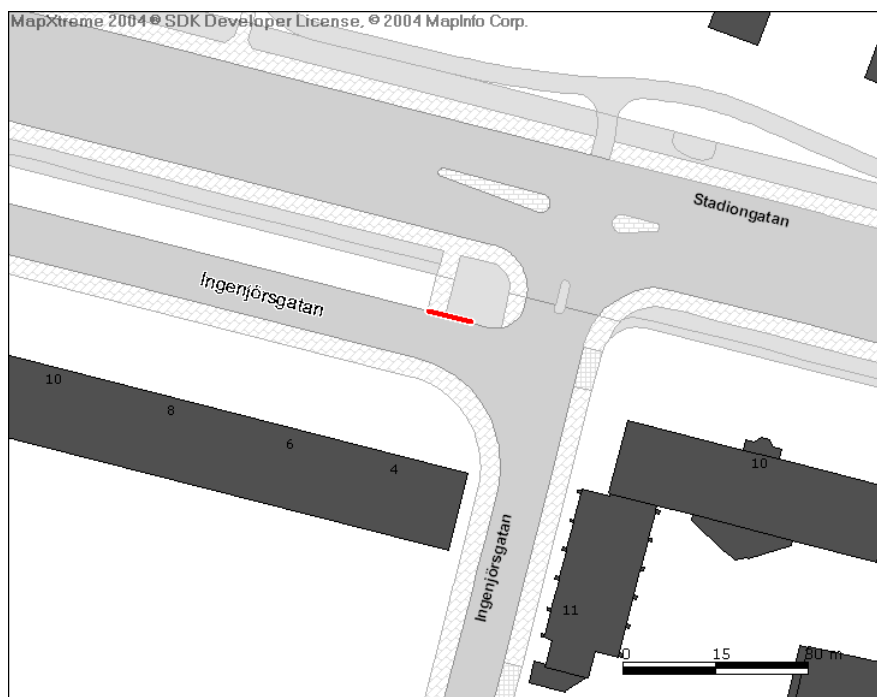 MapXtreme 2004 ® SDK Developer License, © 2004 MapInfo Corp.
Stadiongatan
Ingenjörsgatan
10
8
6
4
10
Ingenjörsgatan
11
0 15 30 m